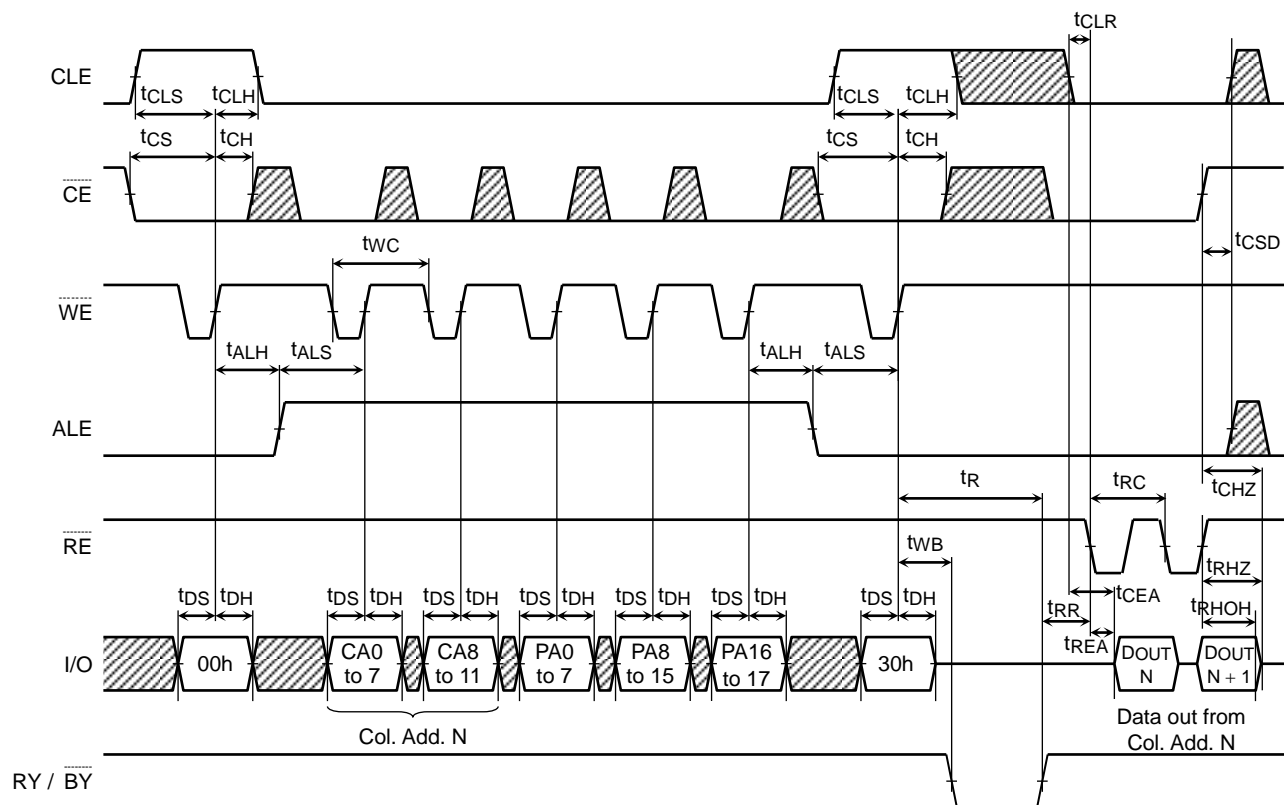 tCLR
CLE
tCLS tCLH tCLS tCLH
tCS tCH tCS tCH
CE
tWC tCSD
WE
tALH tALS tALH tALS
ALE
tR tRC tCHZ
RE
tWB tRHZ
tDS tDH tDS tDH tDS tDH tDS tDH tDS tDH tDS tDH tDS tDH tCEA
tRR tRHOH
tREA
I/O 00h CA0 to 7 CA8 to 11 PA0 to 7 PA8 to 15 PA16 to 17 30h DOUT N DOUT N + 1
Col. Add. N
Data out from
Col. Add. N
RY / BY